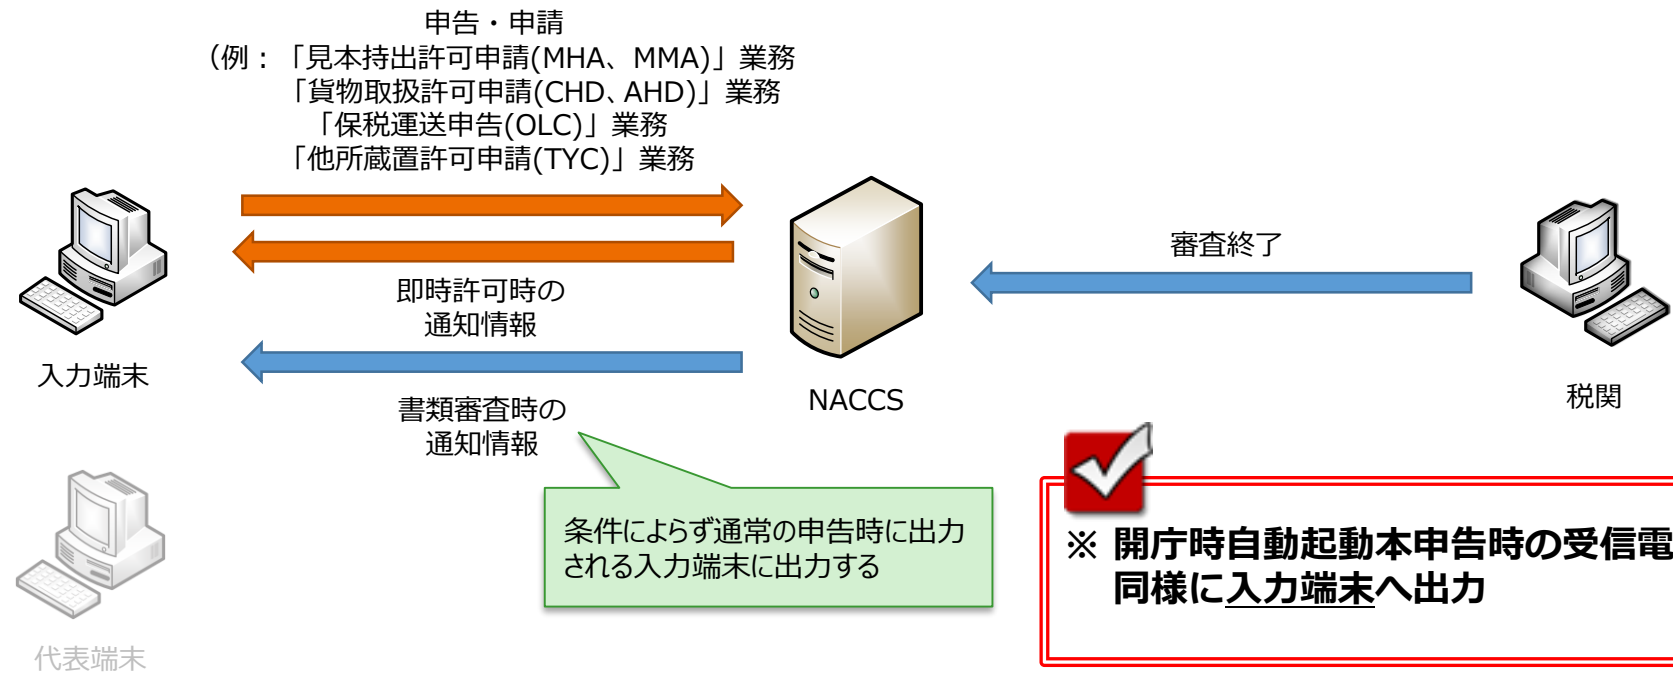 申告・申請
（例：「見本持出許可申請(MHA、MMA)」業務
「貨物取扱許可申請(CHD、AHD)」業務
「保税運送申告(OLC)」業務
「他所蔵置許可申請(TYC)」業務
審査終了
即時許可時の
通知情報
入力端末
NACCS
税関
書類審査時の
通知情報
条件によらず通常の申告時に出力
される入力端末に出力する
※ 開庁時自動起動本申告時の受信電
同様に入力端末へ出力
代表端末